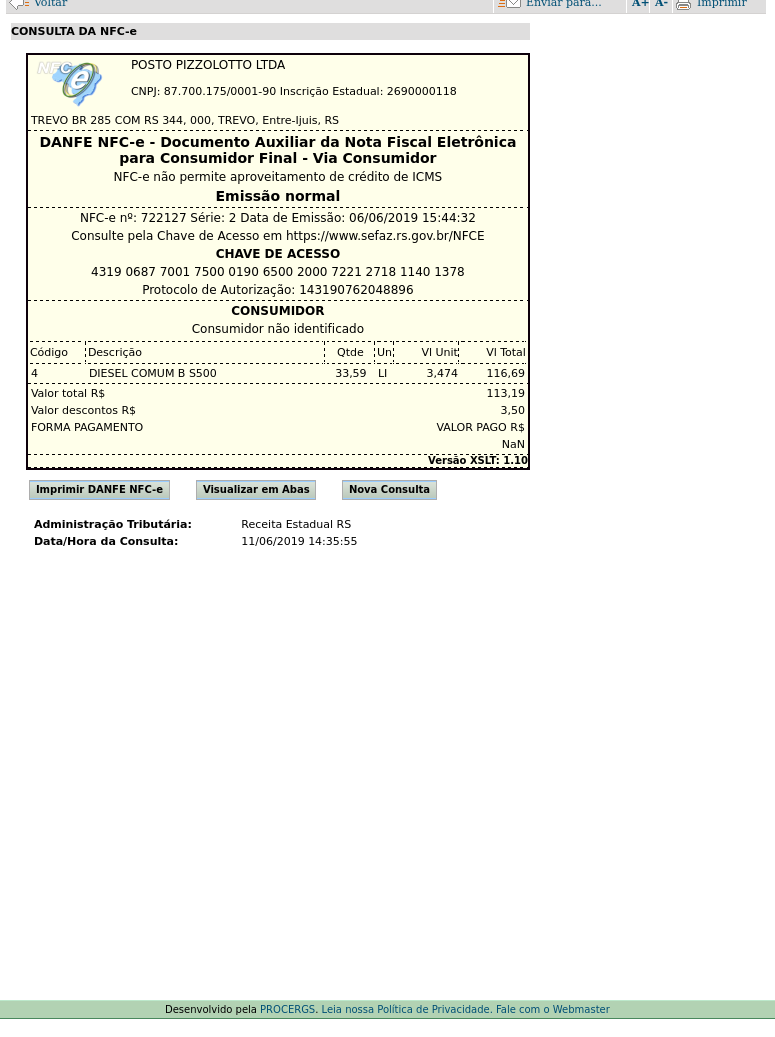 Voltar Enviar para... A+ A- Imprimir
CONSULTA DA NFC-e
NFC e
POSTO PIZZOLOTTO LTDA
CNPJ: 87.700.175/0001-90 Inscrição Estadual: 2690000118
TREVO BR 285 COM RS 344, 000, TREVO, Entre-Ijuis, RS
DANFE NFC-e - Documento Auxiliar da Nota Fiscal Eletrônica
para Consumidor Final - Via Consumidor
NFC-e não permite aproveitamento de crédito de ICMS
Emissão normal
NFC-e nº: 722127 Série: 2 Data de Emissão: 06/06/2019 15:44:32
Consulte pela Chave de Acesso em https://www.sefaz.rs.gov.br/NFCE
CHAVE DE ACESSO
4319 0687 7001 7500 0190 6500 2000 7221 2718 1140 1378
Protocolo de Autorização: 143190762048896
CONSUMIDOR
Consumidor não identificado
Código Descrição Qtde Un Vl Unit Vl Total
4 DIESEL COMUM B S500 33,59 LI 3,474 116,69
Valor total R$ 113,19
Valor descontos R$ 3,50
FORMA PAGAMENTO VALOR PAGO R$
NaN
Versão XSLT: 1.10
Imprimir DANFE NFC-e Visualizar em Abas Nova Consulta
Administração Tributária: Receita Estadual RS
Data/Hora da Consulta: 11/06/2019 14:35:55
Desenvolvido pela PROCERGS. Leia nossa Política de Privacidade. Fale com o Webmaster